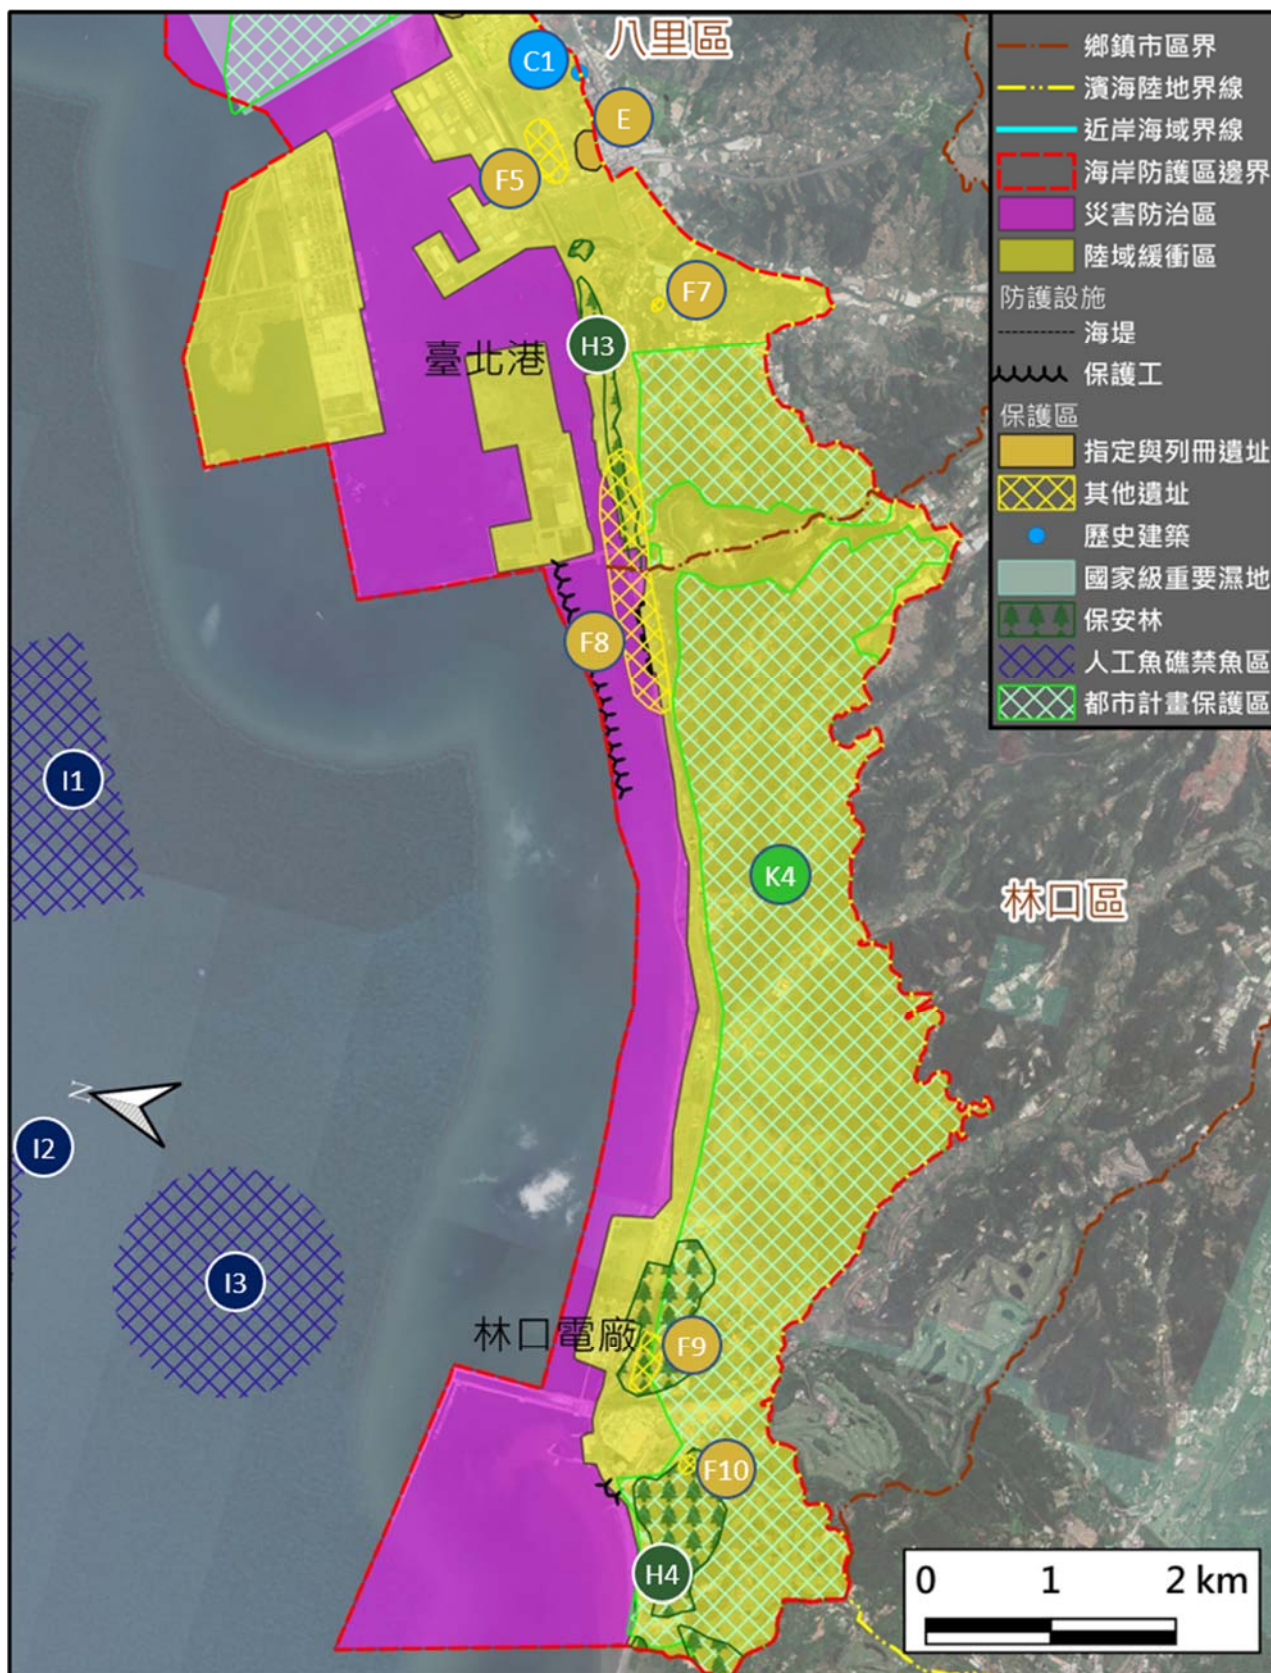 八里區
C1
E
F5
F7
H3
臺北港
F8
I1
K4
林口區
N
I2
I3
林口電廠
F9
F10
H4
鄉鎮市區界
濱海陸地界線
近岸海域界線
海岸防護區邊界
災害防治區
陸域緩衝區
防護設施
海堤
保護工
保護區
指定與列冊遺址
其他遺址
歷史建築
國家級重要濕地
保安林
人工魚礁禁魚區
都市計畫保護區
0 1 2 km